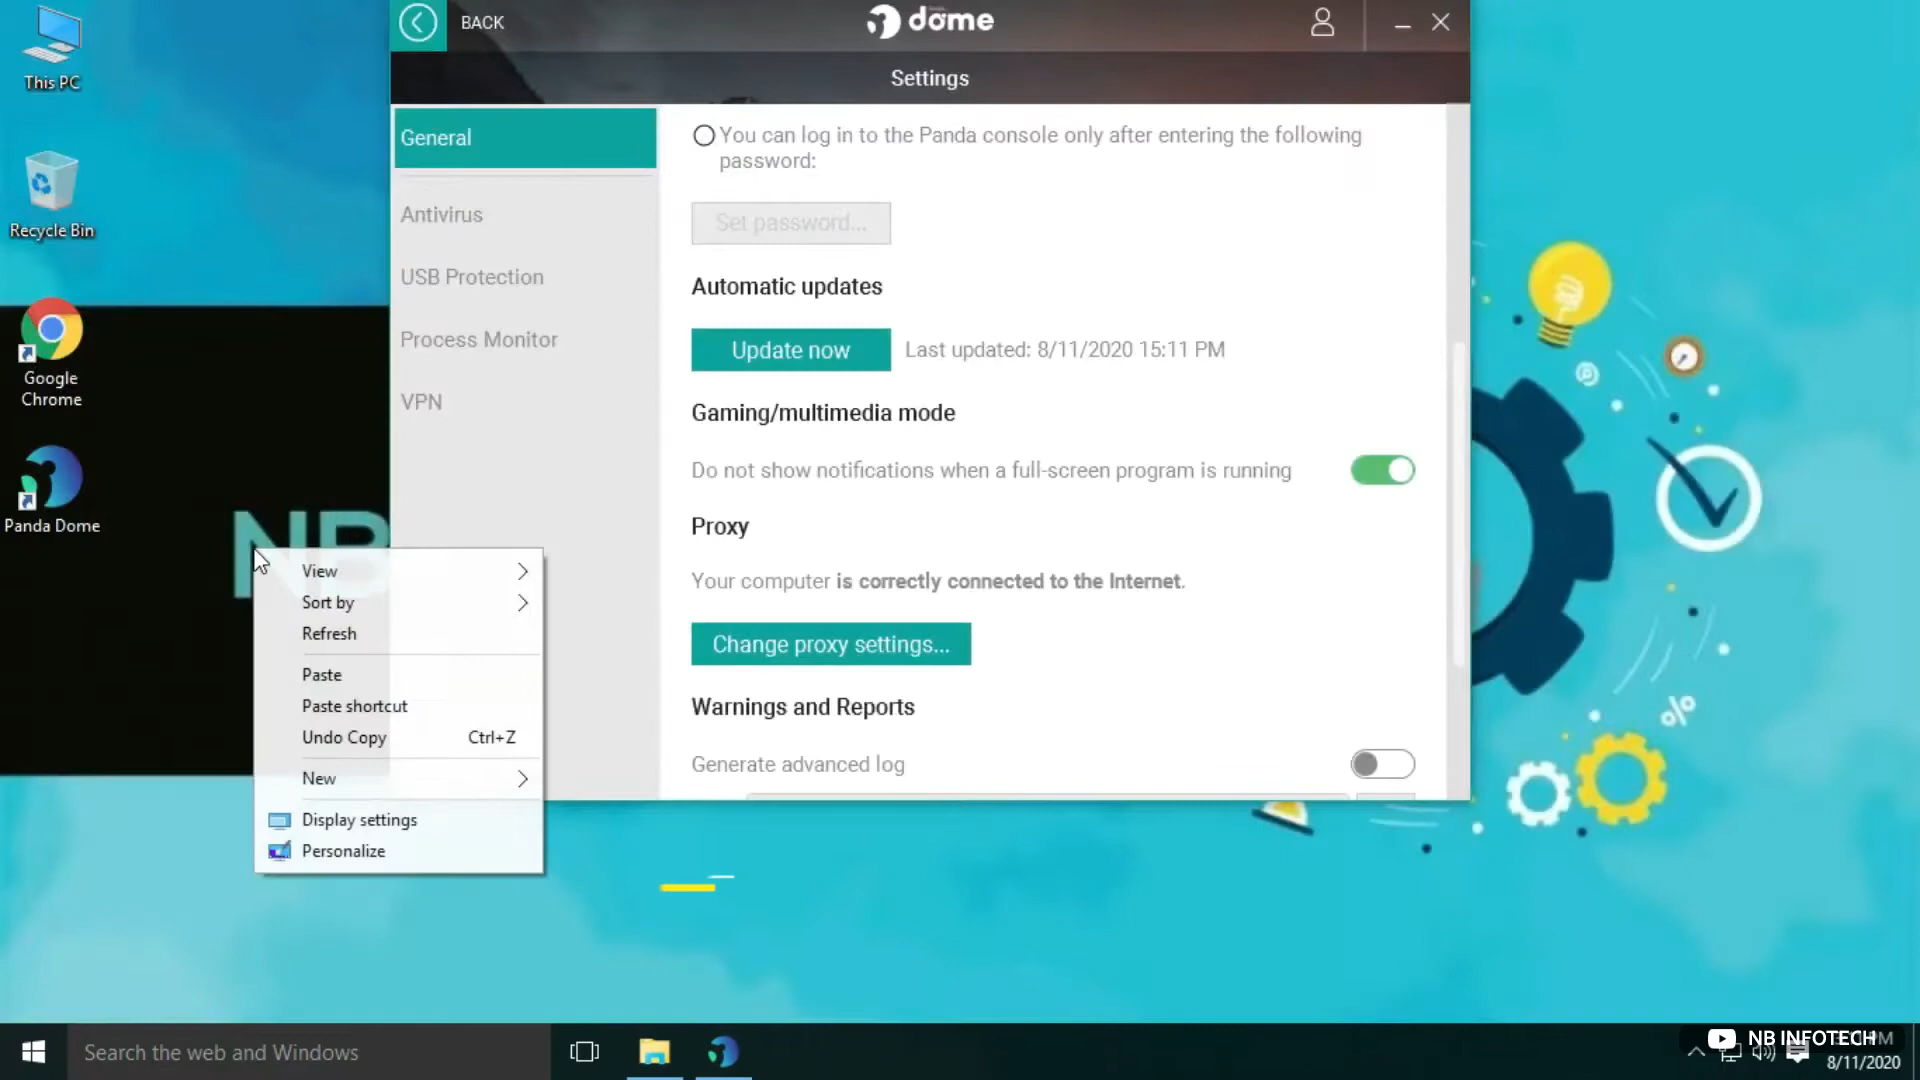 This PC
Recycle Bin
Google
Chrome
Panda Dome
BACK
dome
Settings
General
Antivirus
USB Protection
Process Monitor
VPN
You can log in to the Panda console only after entering the following
password:
Set password...
Automatic updates
Update now
Last updated: 8/11/2020 15:11 PM
Gaming/multimedia mode
Do not show notifications when a full-screen program is running
Proxy
Your computer is correctly connected to the Internet.
Change proxy settings...
Warnings and Reports
Generate advanced log
NB
View
Sort by
Refresh
Paste
Paste shortcut
Undo Copy Ctrl+Z
New
Display settings
Personalize
%
Search the web and Windows
NB INFOTECH
PM
8/11/2020